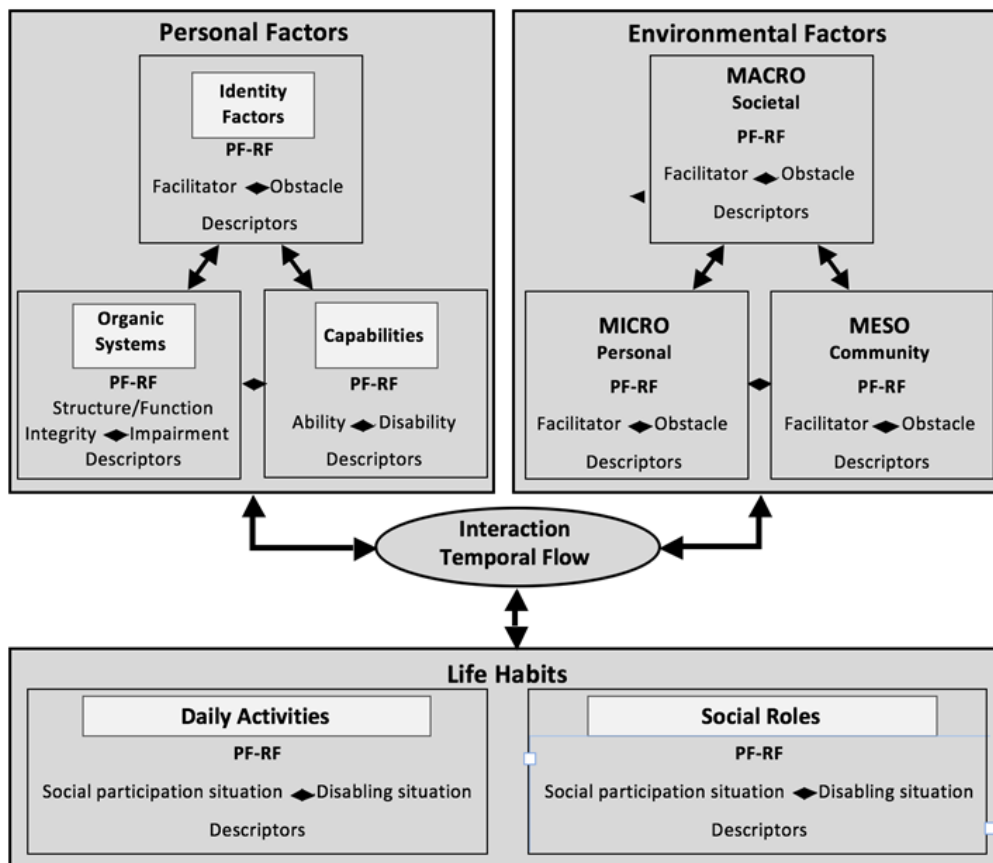 Personal Factors
Identity
Factors
PF-RF
Facilitator Obstacle
Descriptors
Organic
Systems
PF-RF
Structure/Function
Integrity Impairment
Descriptors
Capabilities
PF-RF
Ability Disability
Descriptors
Environmental Factors
MACRO
Societal
PF-RF
Facilitator Obstacle
Descriptors
MICRO
Personal
PF-RF
Facilitator Obstacle
Descriptors
MESO
Community
PF-RF
Facilitator Obstacle
Descriptors
Interaction
Temporal Flow
Life Habits
Daily Activities
PF-RF
Social participation situation Disabling situation
Descriptors
Social Roles
PF-RF
Social participation situation Disabling situation
Descriptors